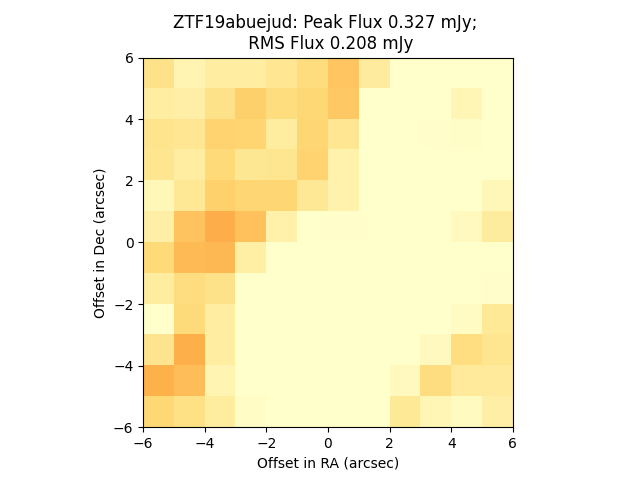 ZTF19abuejud: Peak Flux 0.327 mJy;
RMS Flux 0.208 mJy
6
4
2
0
−2
−4
−6
Offset in Dec (arcsec)
−6 −4 −2 0 2 4 6
Offset in RA (arcsec)